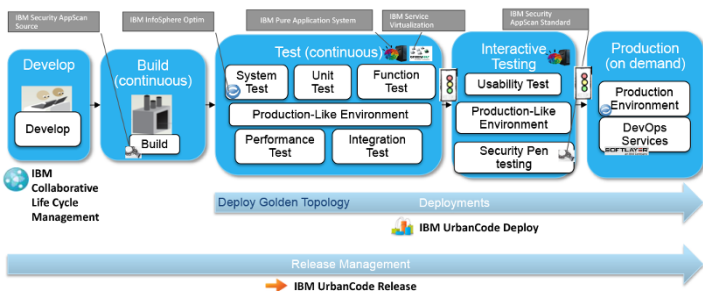 IBM Security AppScan
Source
IBM InfoSphere Optim
IBM Pure Application System
IBM Service
Virtualization
IBM Security
AppScan Standard
Develop
Develop
Build
(continuous)
Build
Test (continuous)
System
Test
Unit
Test
Function
Test
Production-Like Environment
Performance
Test
Integration
Test
Interactive
Testing
Usability Test
Production-Like
Environment
Security Pen
testing
Production
(on demand)
Production
Environment
DevOps
Services
SOFTLAYER
IBM
Collaborative
Life Cycle
Management
Deploy Golden Topology
Deployments
IBM UrbanCode Deploy
Release Management
IBM UrbanCode Release